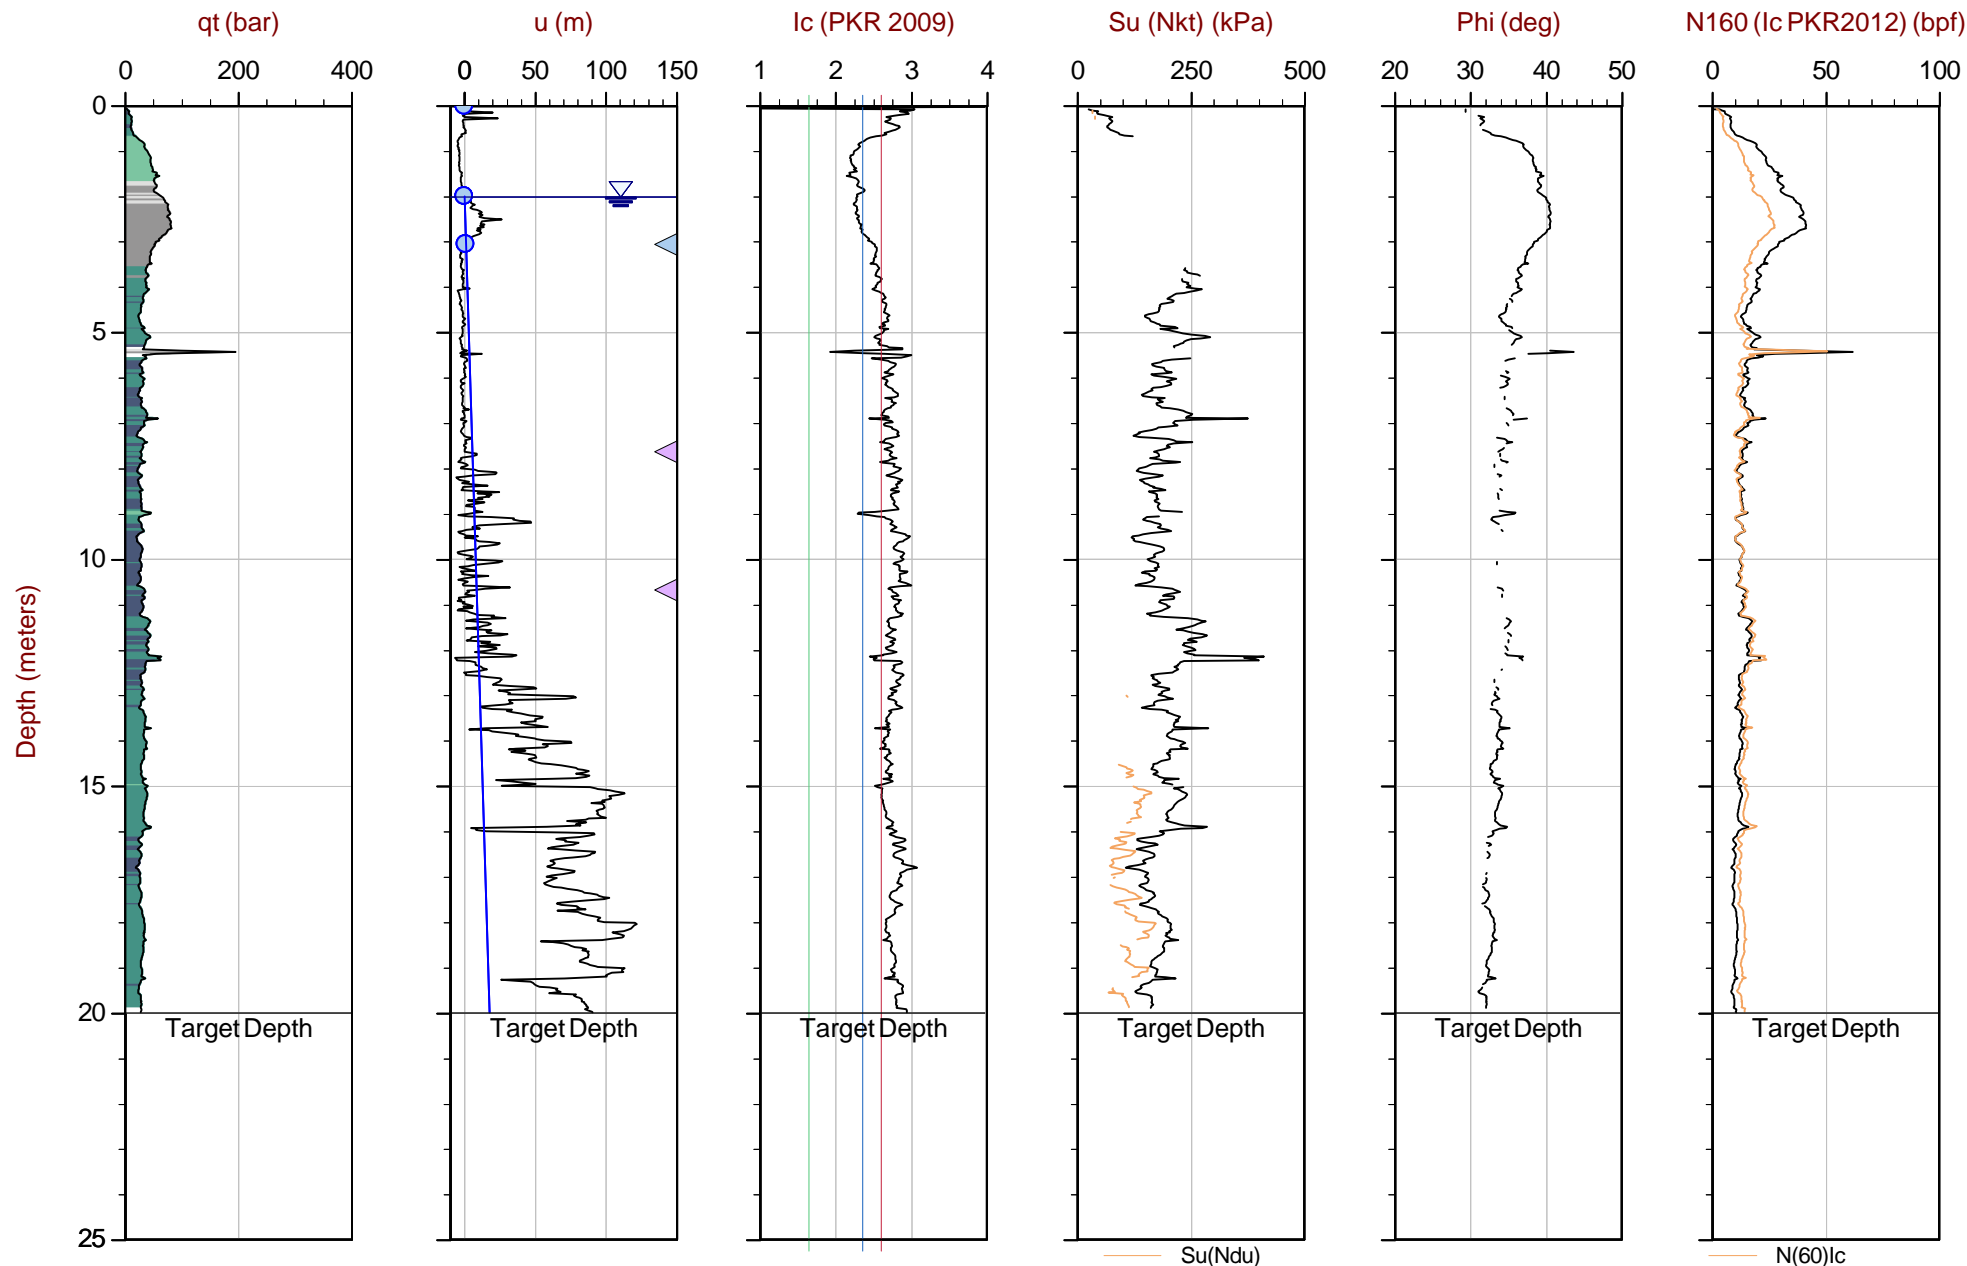 qt (bar) u (m) Ic (PKR 2009) Su (Nkt) (kPa) Phi (deg) N160 (Ic PKR2012) (bpf)
0 200 400 0 50 100 150 1 2 3 4 0 250 500 20 30 40 50 0 50 100
0
5
10
15
20
25
Depth (meters)
Target Depth Target Depth Target Depth Target Depth Target Depth Target Depth
Su(Ndu) N(60)Ic